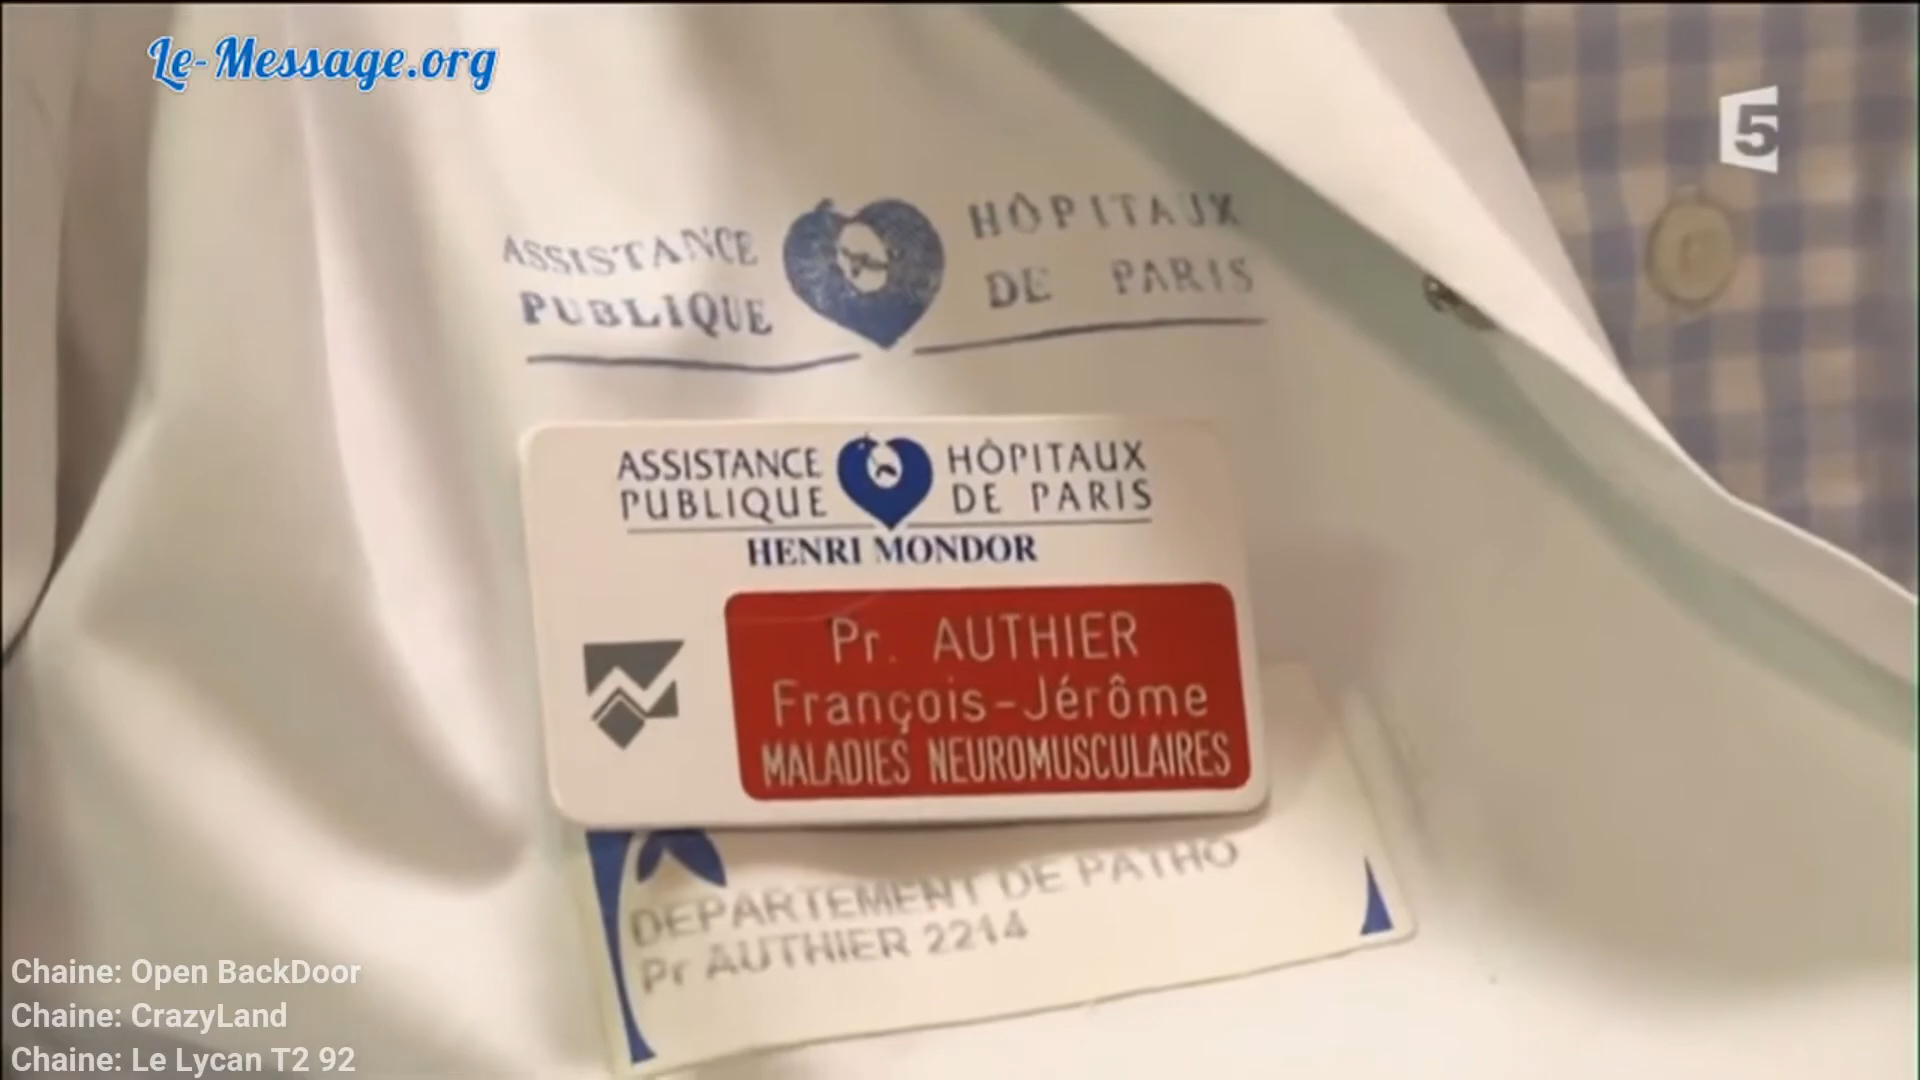 Le-Message.org
5
ASSISTANCE HÔPITAUX
PUBLIQUE DE PARIS
ASSISTANCE HÔPITAUX
PUBLIQUE DE PARIS
HENRI MONDOR
Pr. AUTHIER
François-Jérôme
MALADIES NEUROMUSCULAIRES
DEPARTEMENT DE PATHO
Pr AUTHIER 2214
Chaine: Open BackDoor
Chaine: CrazyLand
Chaine: Le Lycan T2 92